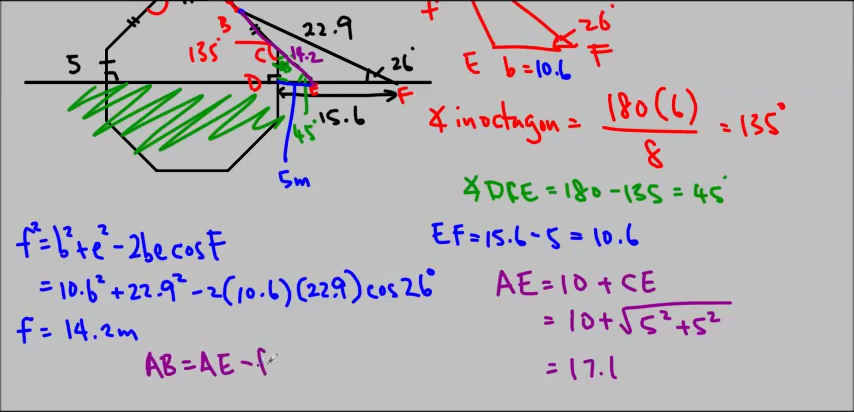 B
22.9
135°
C
14.2
26°
5
D
E
F
15.6
45°
5m
F
26°
E
b = 10.6
F
∡ in octagon = 180(6)/8 = 135°
∡DCE = 180 - 135 = 45°
EF = 15.6 - 5 = 10.6
f² = b² + e² - 2be cos F
= 10.6² + 22.9² - 2(10.6)(22.9) cos 26°
f = 14.2m
AE = 10 + CE
= 10 + √5² + 5²
= 17.1
AB = AE - f